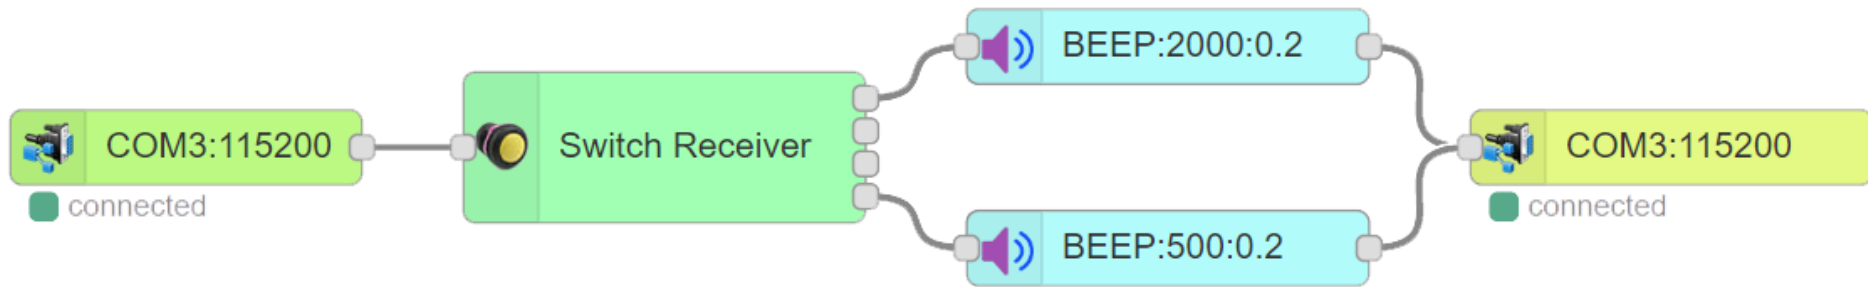 COM3:115200
connected
Switch Receiver
BEEP:2000:0.2
BEEP:500:0.2
COM3:115200
connected